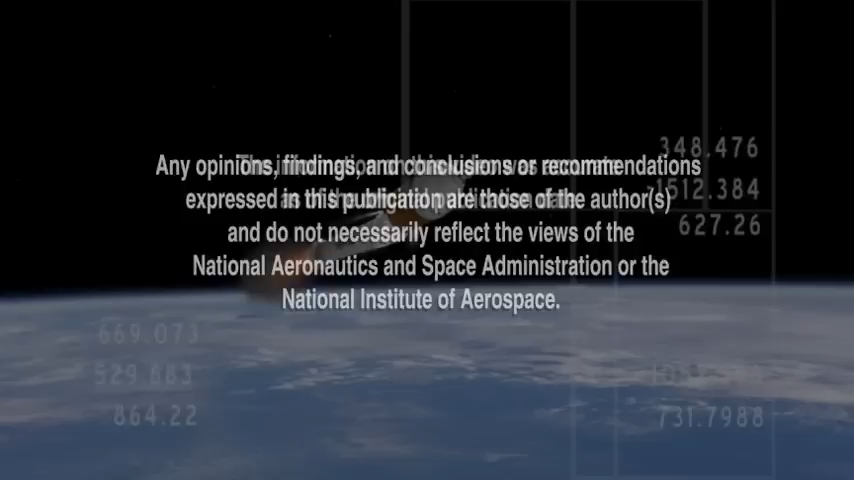 Any opinions, findings, and conclusions or recommendations
expressed in this publication are those of the author(s)
and do not necessarily reflect the views of the
National Aeronautics and Space Administration or the
National Institute of Aerospace.
348.476
1512.384
627.26
669.073
529.883
864.22
731.7988